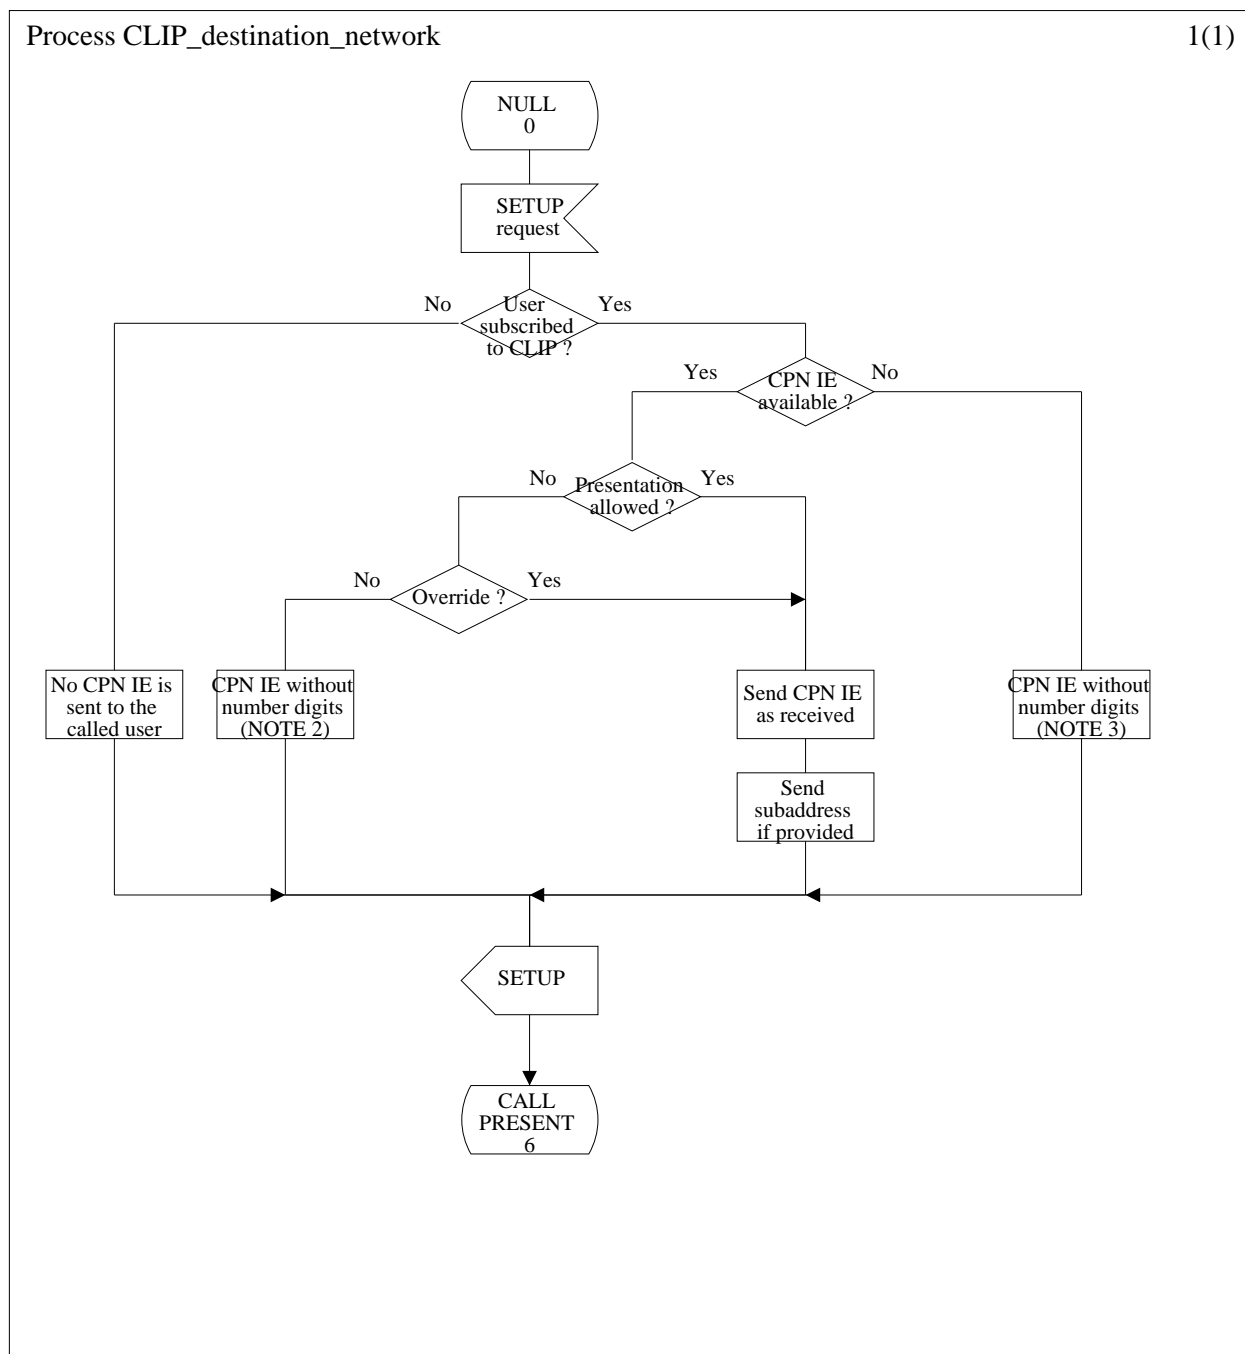 Process CLIP_destination_network
1(1)
NULL
0
SETUP
request
No
User
subscribed
to CLIP ?
Yes
Yes
CPN IE
available ?
No
No
Presentation
allowed ?
Yes
No
Override ?
Yes
No CPN IE is
sent to the
called user
CPN IE without
number digits
(NOTE 2)
Send CPN IE
as received
CPN IE without
number digits
(NOTE 3)
Send
subaddress
if provided
SETUP
CALL
PRESENT
6